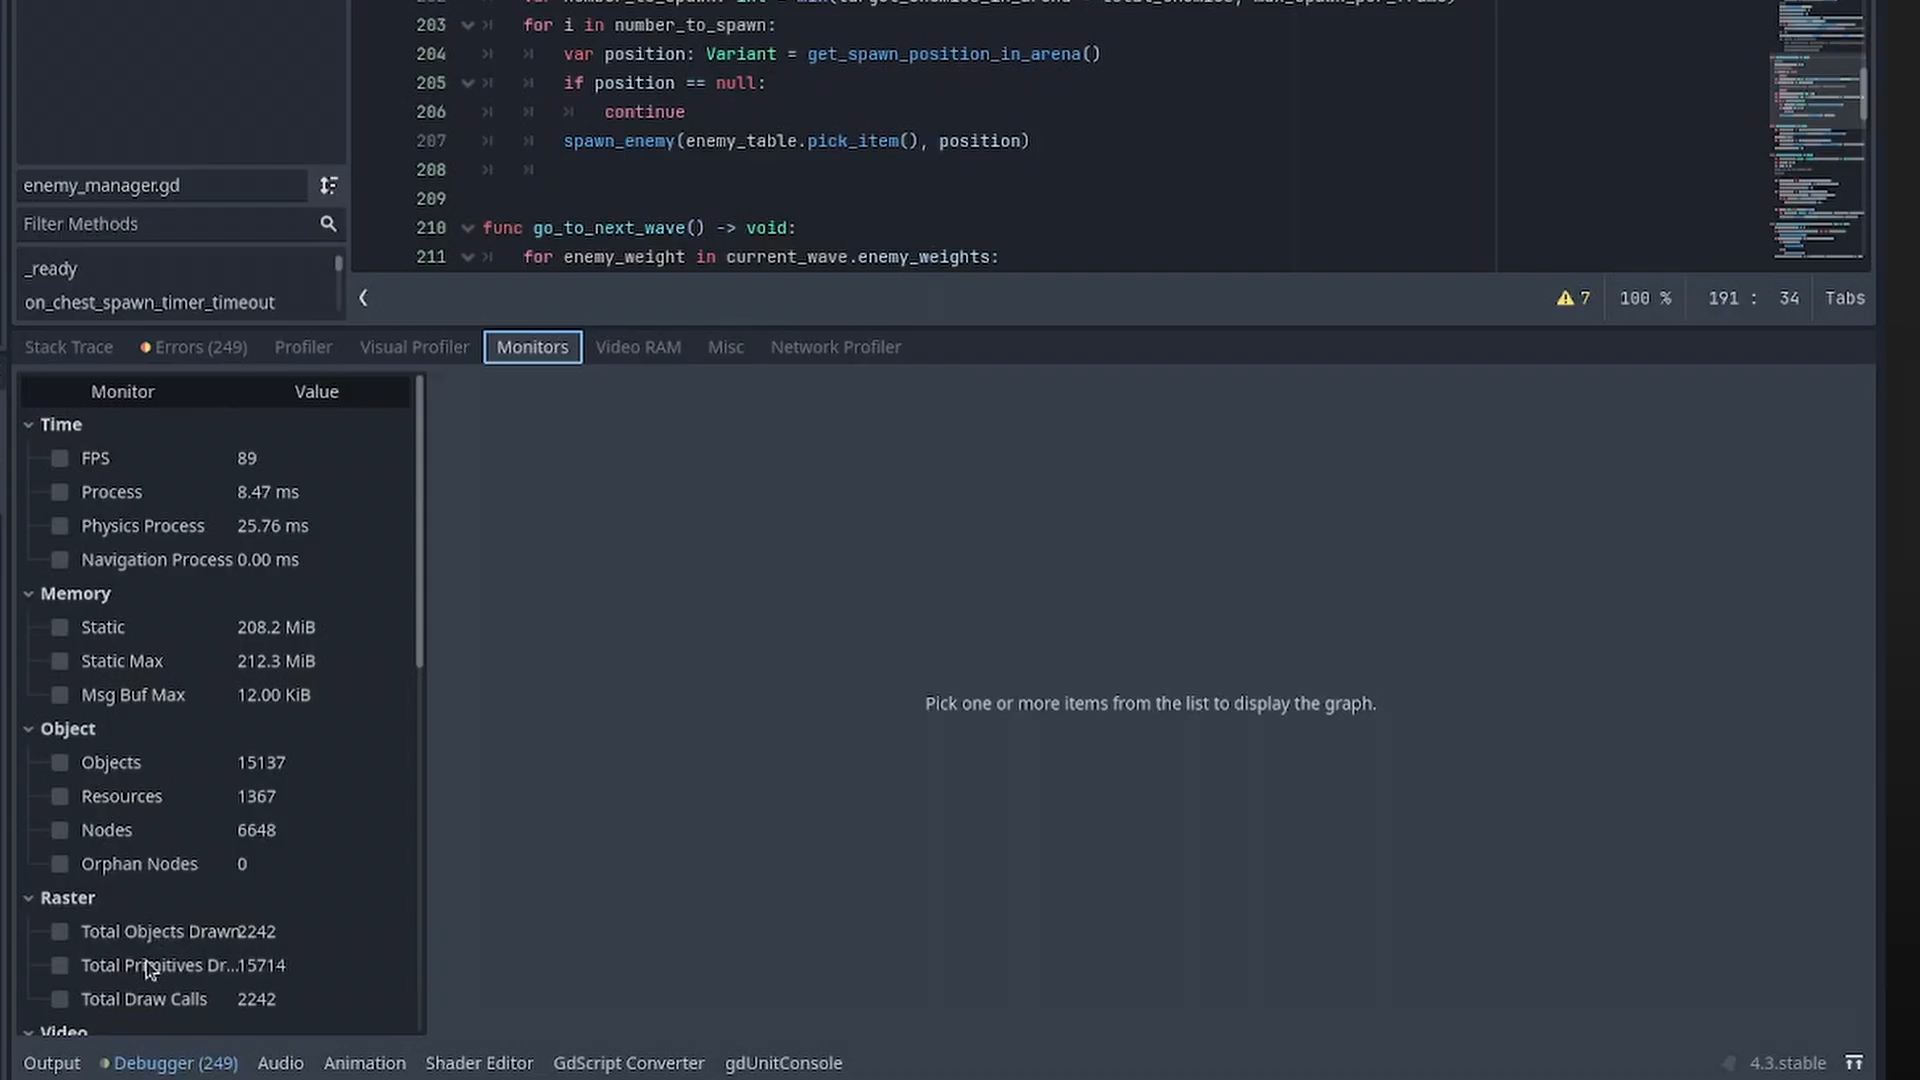 203 for i in number_to_spawn:
204 var position: Variant = get_spawn_position_in_arena()
205 if position == null:
206 continue
207 spawn_enemy(enemy_table.pick_item(), position)
208
209
210 func go_to_next_wave() -> void:
211 for enemy_weight in current_wave.enemy_weights:
enemy_manager.gd
Filter Methods
_ready
on_chest_spawn_timer_timeout
7 100 % 191 : 34 Tabs
Stack Trace Errors (249) Profiler Visual Profiler Monitors Video RAM Misc Network Profiler
Monitor Value
Time
FPS 89
Process 8.47 ms
Physics Process 25.76 ms
Navigation Process 0.00 ms
Memory
Static 208.2 MiB
Static Max 212.3 MiB
Msg Buf Max 12.00 KiB
Object
Objects 15137
Resources 1367
Nodes 6648
Orphan Nodes 0
Raster
Total Objects Drawn 2242
Total Primitives Dr... 15714
Total Draw Calls 2242
Video
Pick one or more items from the list to display the graph.
Output Debugger (249) Audio Animation Shader Editor GdScript Converter gdUnitConsole 4.3.stable